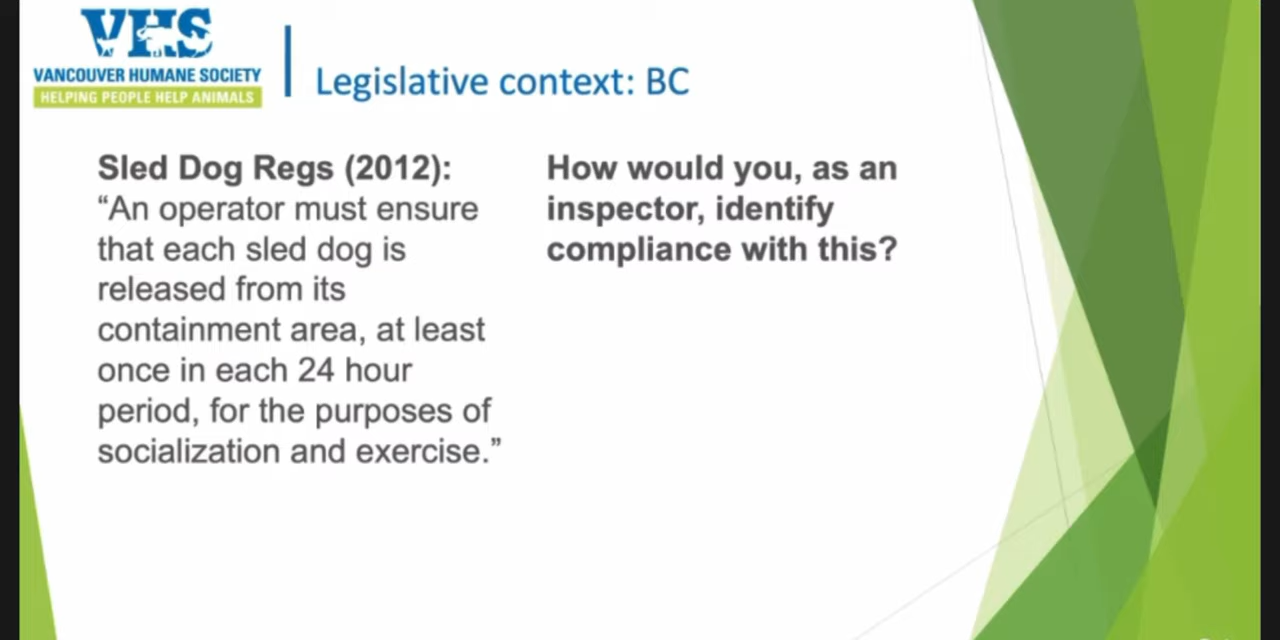 VHS
VANCOUVER HUMANE SOCIETY
HELPING PEOPLE HELP ANIMALS
Legislative context: BC
Sled Dog Regs (2012):
“An operator must ensure
that each sled dog is
released from its
containment area, at least
once in each 24 hour
period, for the purposes of
socialization and exercise.”
How would you, as an
inspector, identify
compliance with this?